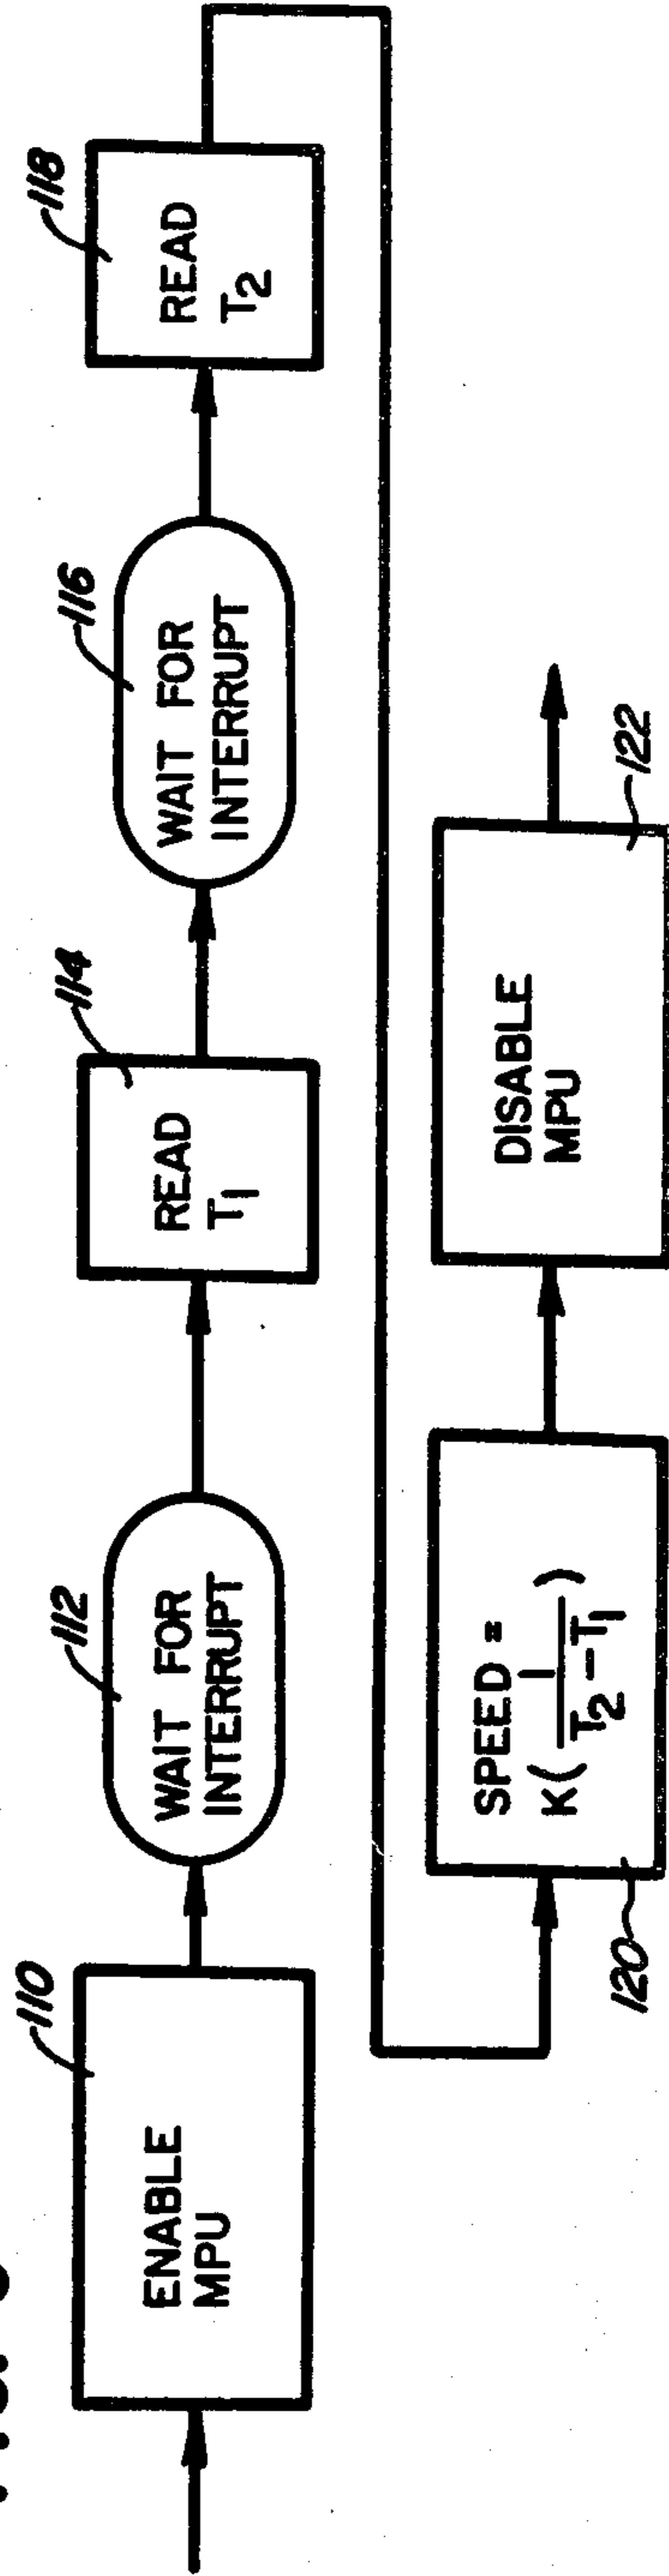 110
ENABLE
MPU
112
WAIT FOR
INTERRUPT
114
READ
T1
116
WAIT FOR
INTERRUPT
118
READ
T2
SPEED =
K(1/T2-T1)
120
DISABLE
MPU
122